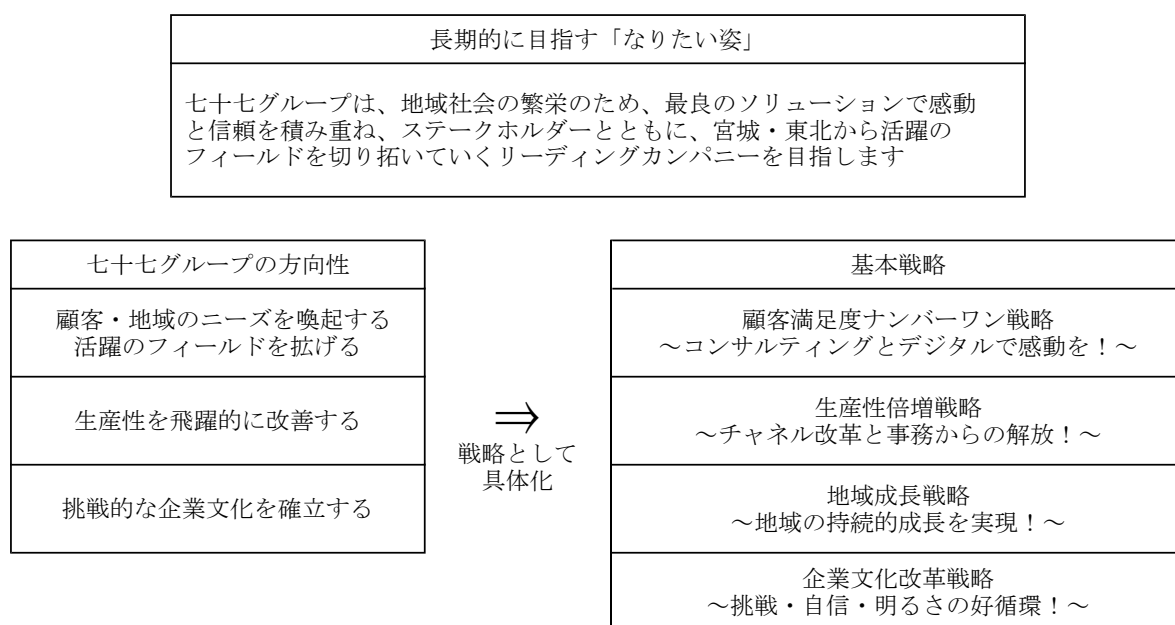 長期的に目指す「なりたい姿」
七十七グループは、地域社会の繁栄のため、最良のソリューションで感動
と信頼を積み重ね、ステークホルダーとともに、宮城・東北から活躍の
フィールドを切り拓いていくリーディングカンパニーを目指します
七十七グループの方向性
顧客・地域のニーズを喚起する
活躍のフィールドを拡げる
生産性を飛躍的に改善する
挑戦的な企業文化を確立する
⇒
戦略として
具体化
基本戦略
顧客満足度ナンバーワン戦略
～コンサルティングとデジタルで感動を！～
生産性倍増戦略
～チャネル改革と事務からの解放！～
地域成長戦略
～地域の持続的成長を実現！～
企業文化改革戦略
～挑戦・自信・明るさの好循環！～